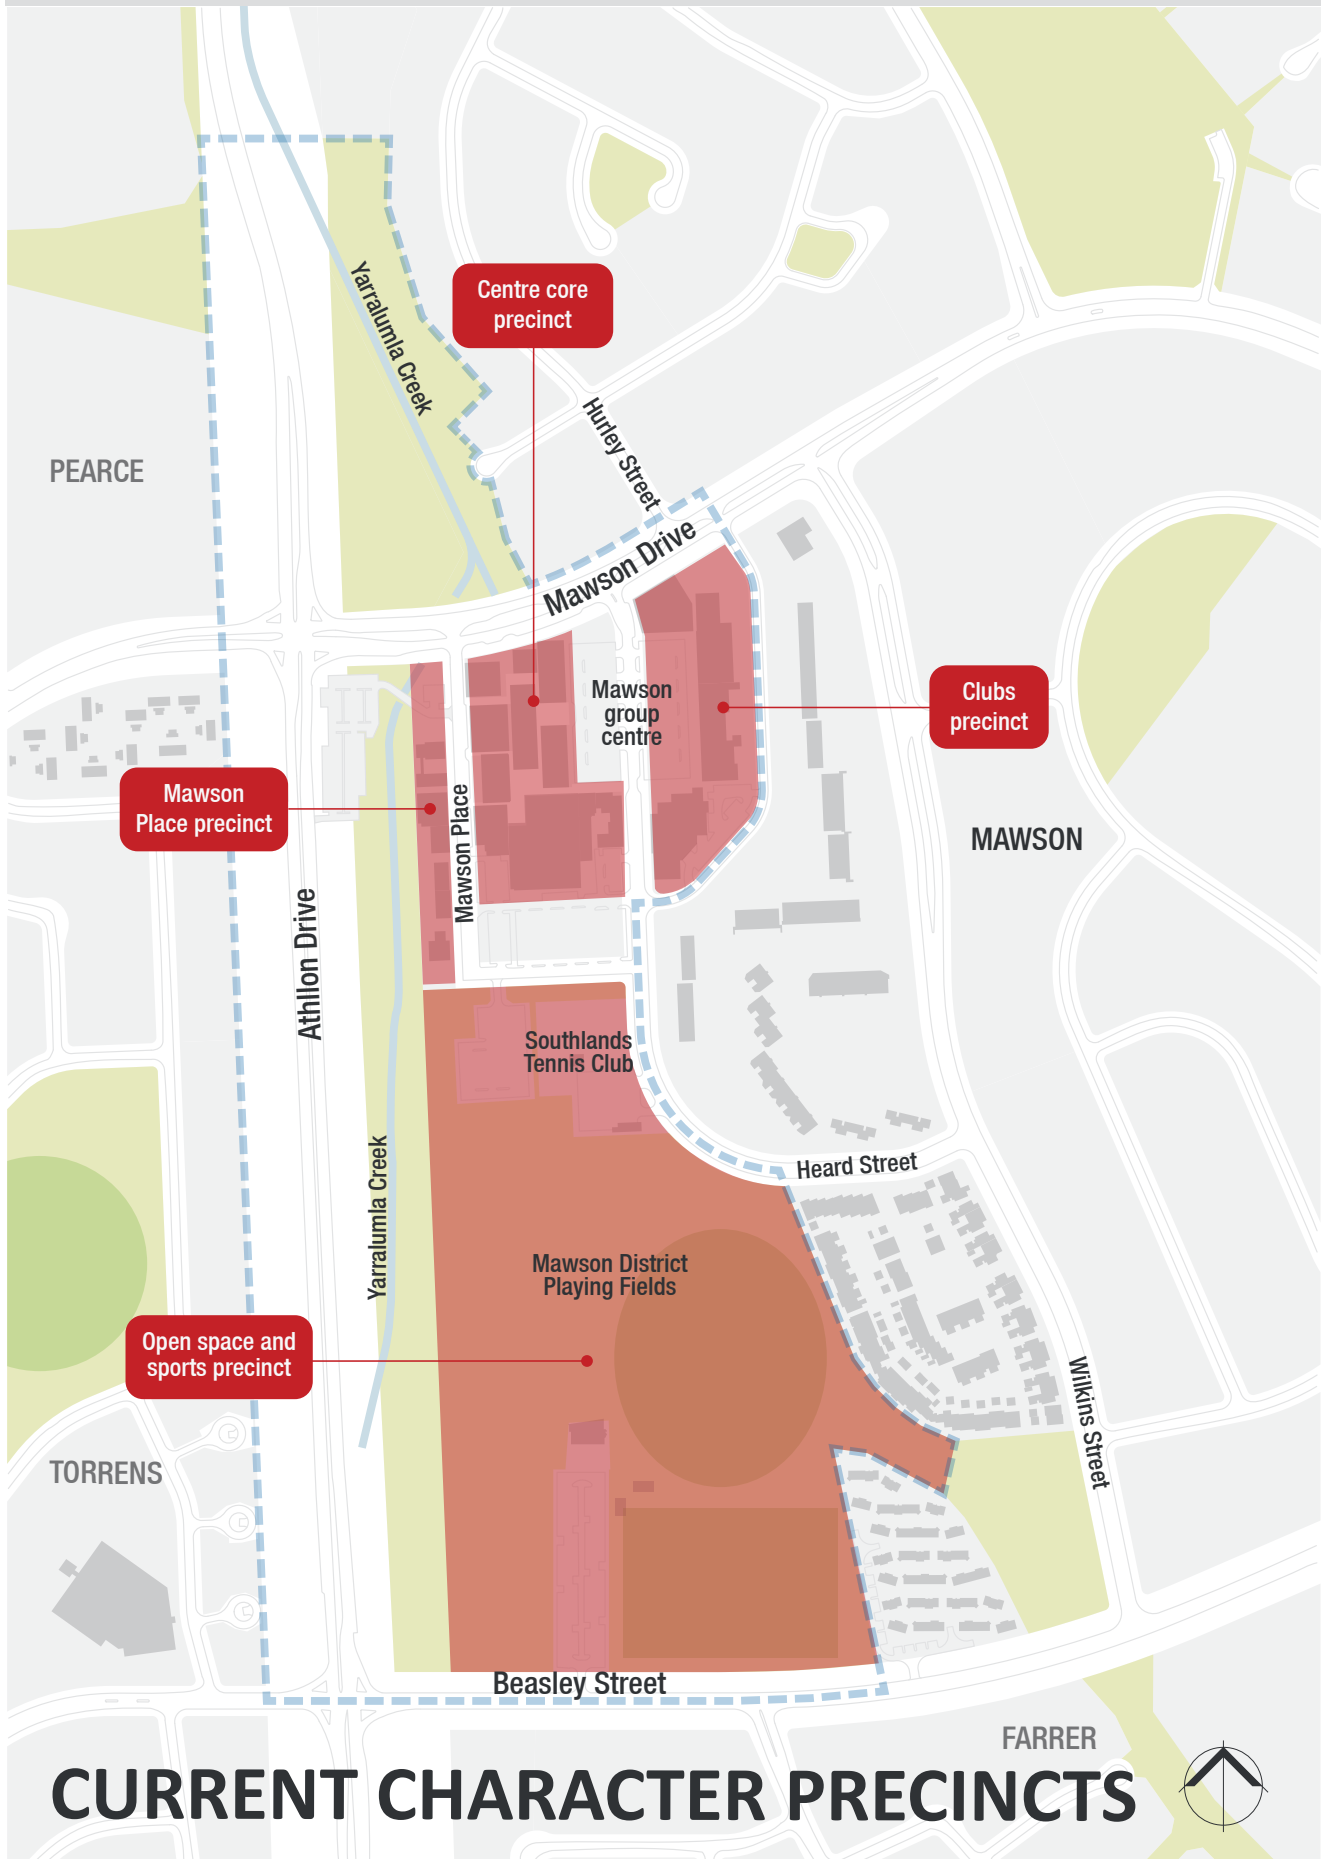 Centre core
precinct
Yarralumla Creek
Hurley Street
PEARCE
Mawson Drive
Mawson
group
centre
Clubs
precinct
Mawson
Place precinct
Mawson Place
MAWSON
Athllon Drive
Southlands
Tennis Club
Yarralumla Creek
Heard Street
Mawson District
Playing Fields
Open space and
sports precinct
Wilkins Street
TORRENS
Beasley Street
FARRER
CURRENT CHARACTER PRECINCTS